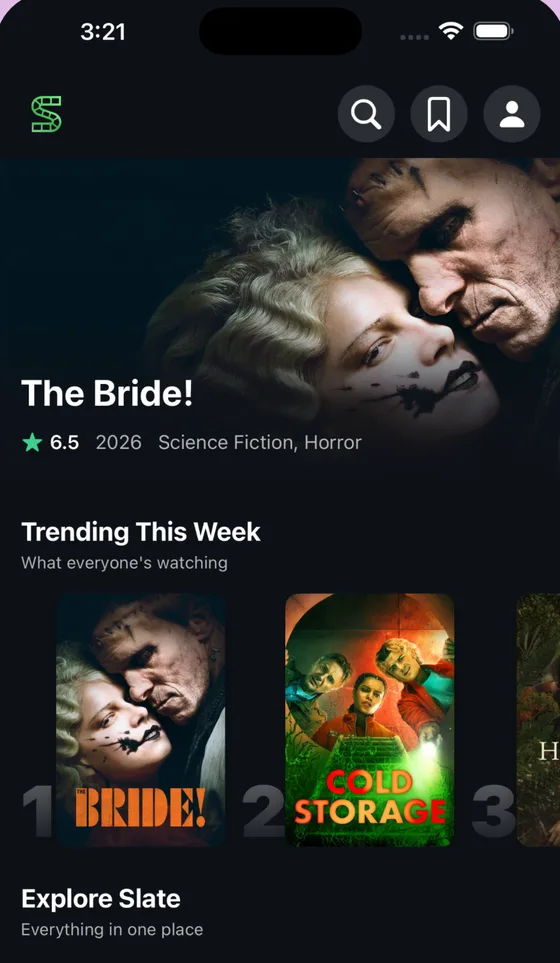 3:21
S
The Bride!
6.5 2026 Science Fiction, Horror
Trending This Week
What everyone's watching
1
THE
BRIDE!
2
COLD
STORAGE
3
H
Explore Slate
Everything in one place